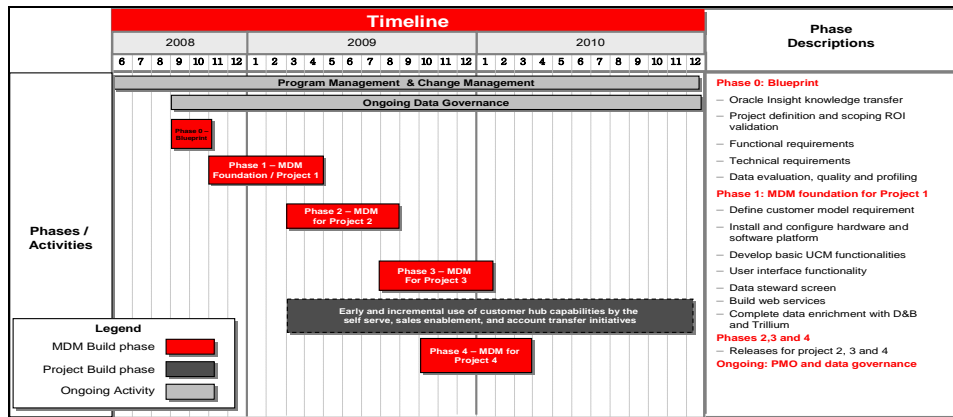 Timeline
Phase
Descriptions
2008
2009
2010
6 7 8 9 10 11 12 1 2 3 4 5 6 7 8 9 10 11 12 1 2 3 4 5 6 7 8 9 10 11 12
Program Management & Change Management
Ongoing Data Governance
Phase 0 –
Blueprint
Phase 1 – MDM
Foundation / Project 1
Phase 2 – MDM
for Project 2
Phases /
Activities
Phase 3 – MDM
For Project 3
Early and incremental use of customer hub capabilities by the
self serve, sales enablement, and account transfer initiatives
Phase 4 – MDM for
Project 4
Legend
MDM Build phase
Project Build phase
Ongoing Activity
Phase 0: Blueprint
– Oracle Insight knowledge transfer
– Project definition and scoping ROI
validation
– Functional requirements
– Technical requirements
– Data evaluation, quality and profiling
Phase 1: MDM foundation for Project 1
– Define customer model requirement
– Install and configure hardware and
software platform
– Develop basic UCM functionalities
– User interface functionality
– Data steward screen
– Build web services
– Complete data enrichment with D&B
and Trillium
Phases 2,3 and 4
– Releases for project 2, 3 and 4
Ongoing: PMO and data governance